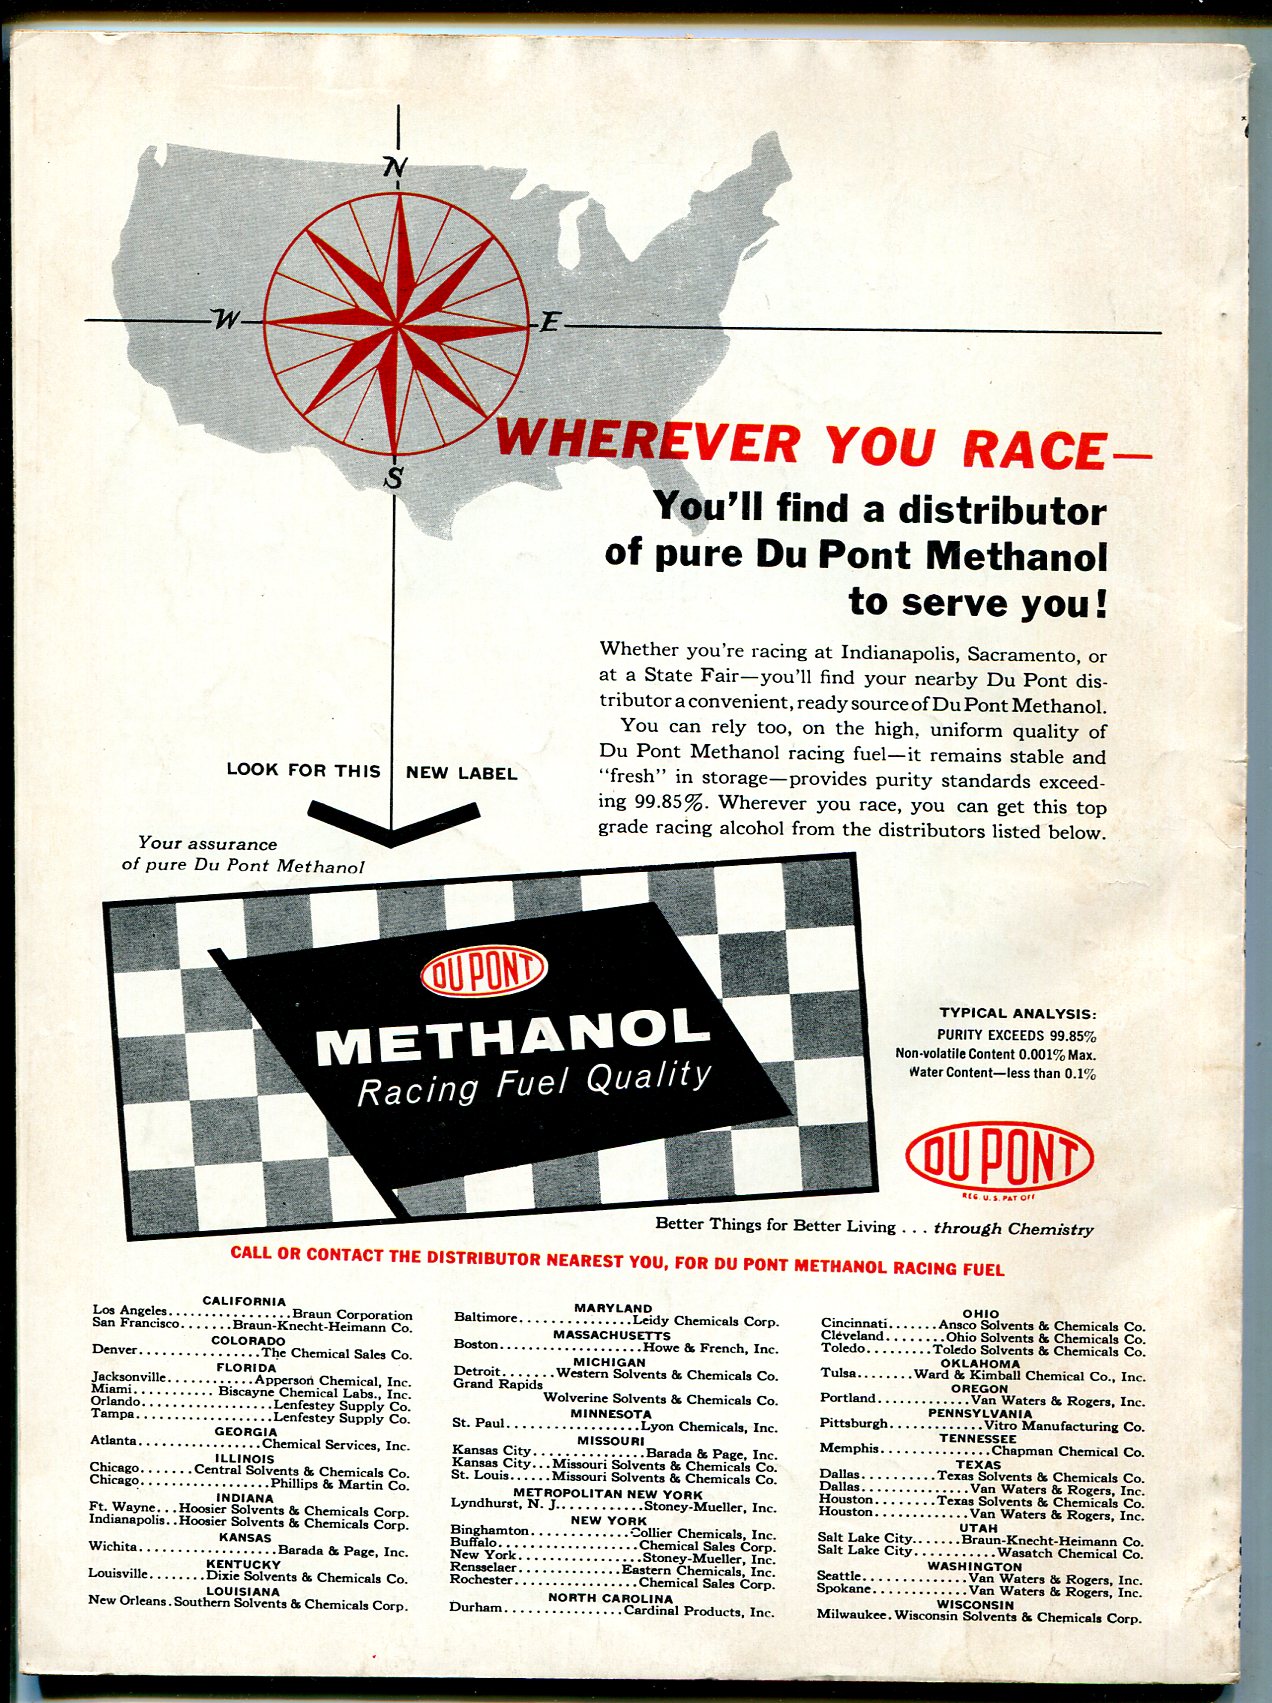 N
W
E
S
WHEREVER YOU RACE—
You'll find a distributor
of pure Du Pont Methanol
to serve you!
Whether you're racing at Indianapolis, Sacramento, or
at a State Fair—you'll find your nearby Du Pont dis-
tributor a convenient, ready source of Du Pont Methanol.
You can rely too, on the high, uniform quality of
Du Pont Methanol racing fuel—it remains stable and
"fresh" in storage—provides purity standards exceed-
ing 99.85%. Wherever you race, you can get this top
grade racing alcohol from the distributors listed below.
LOOK FOR THIS NEW LABEL
Your assurance
of pure Du Pont Methanol
DU PONT
METHANOL
Racing Fuel Quality
TYPICAL ANALYSIS:
PURITY EXCEEDS 99.85%
Non-volatile Content 0.001% Max.
Water Content—less than 0.1%
DU PONT
REG. U.S. PAT OFF
Better Things for Better Living . . . through Chemistry
CALL OR CONTACT THE DISTRIBUTOR NEAREST YOU, FOR DU PONT METHANOL RACING FUEL
CALIFORNIA
Los Angeles.................Braun Corporation
San Francisco.......Braun-Knecht-Heimann Co.
COLORADO
Denver.................The Chemical Sales Co.
FLORIDA
Jacksonville............Apperson Chemical, Inc.
Miami........... Biscayne Chemical Labs., Inc.
Orlando..................Lenfestey Supply Co.
Tampa...................Lenfestey Supply Co.
GEORGIA
Atlanta.................Chemical Services, Inc.
ILLINOIS
Chicago.......Central Solvents & Chemicals Co.
Chicago..................Phillips & Martin Co.
INDIANA
Ft. Wayne...Hoosier Solvents & Chemicals Corp.
Indianapolis..Hoosier Solvents & Chemicals Corp.
KANSAS
Wichita...................Barada & Page, Inc.
KENTUCKY
Louisville........Dixie Solvents & Chemicals Co.
LOUISIANA
New Orleans.Southern Solvents & Chemicals Corp.
MARYLAND
Baltimore................Leidy Chemicals Corp.
MASSACHUSETTS
Boston....................Howe & French, Inc.
MICHIGAN
Detroit.......Western Solvents & Chemicals Co.
Grand Rapids
Wolverine Solvents & Chemicals Co.
MINNESOTA
St. Paul...................Lyon Chemicals, Inc.
MISSOURI
Kansas City................Barada & Page, Inc.
Kansas City...Missouri Solvents & Chemicals Co.
St. Louis......Missouri Solvents & Chemicals Co.
METROPOLITAN NEW YORK
Lyndhurst, N. J............Stoney-Mueller, Inc.
NEW YORK
Binghamton..............Collier Chemicals, Inc.
Buffalo....................Chemical Sales Corp.
New York.................Stoney-Mueller, Inc.
Rensselaer..............Eastern Chemicals, Inc.
Rochester.................Chemical Sales Corp.
NORTH CAROLINA
Durham.................Cardinal Products, Inc.
OHIO
Cincinnati.......Ansco Solvents & Chemicals Co.
Cleveland........Ohio Solvents & Chemicals Co.
Toledo.........Toledo Solvents & Chemicals Co.
OKLAHOMA
Tulsa........Ward & Kimball Chemical Co., Inc.
OREGON
Portland.............Van Waters & Rogers, Inc.
PENNSYLVANIA
Pittsburgh.............Vitro Manufacturing Co.
TENNESSEE
Memphis...............Chapman Chemical Co.
TEXAS
Dallas..........Texas Solvents & Chemicals Co.
Dallas...............Van Waters & Rogers, Inc.
Houston........Texas Solvents & Chemicals Co.
Houston.............Van Waters & Rogers, Inc.
UTAH
Salt Lake City.......Braun-Knecht-Heimann Co.
Salt Lake City...........Wasatch Chemical Co.
WASHINGTON
Seattle...............Van Waters & Rogers, Inc.
Spokane.............Van Waters & Rogers, Inc.
WISCONSIN
Milwaukee.Wisconsin Solvents & Chemicals Corp.